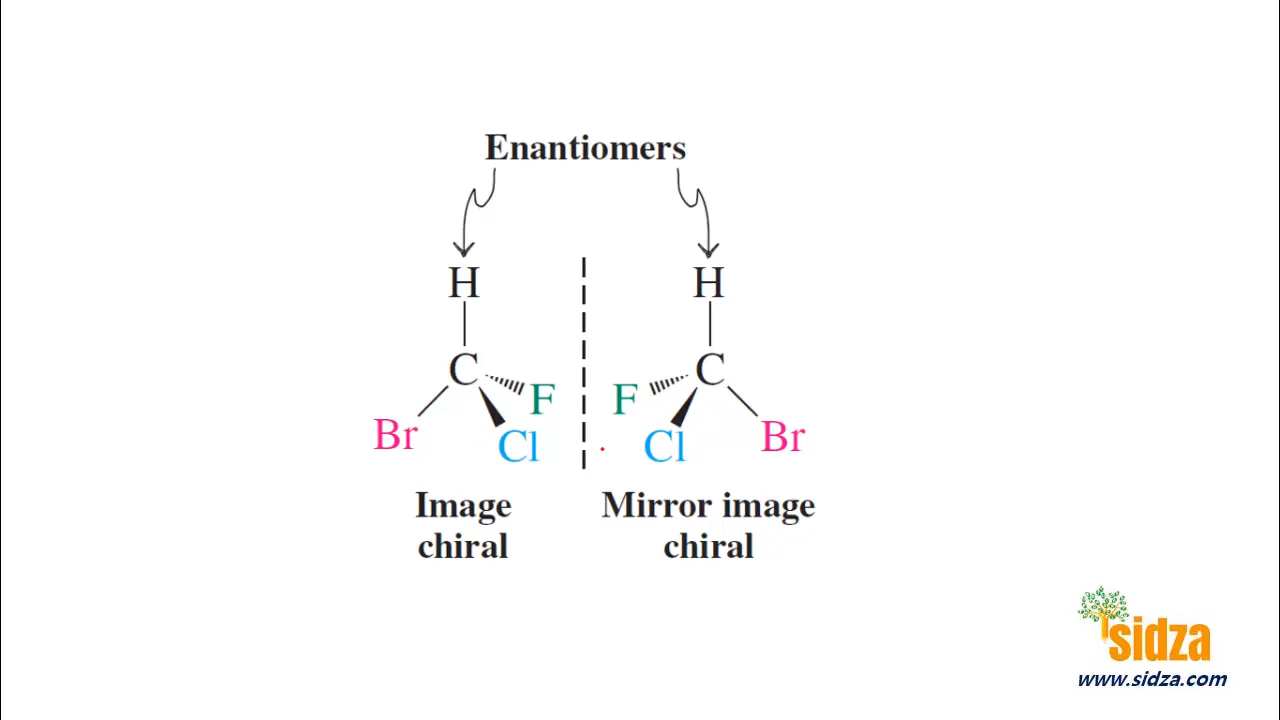 Enantiomers
H H
C C
F F
Br Cl Cl Br
Image Mirror image
chiral chiral
sidza
www.sidza.com